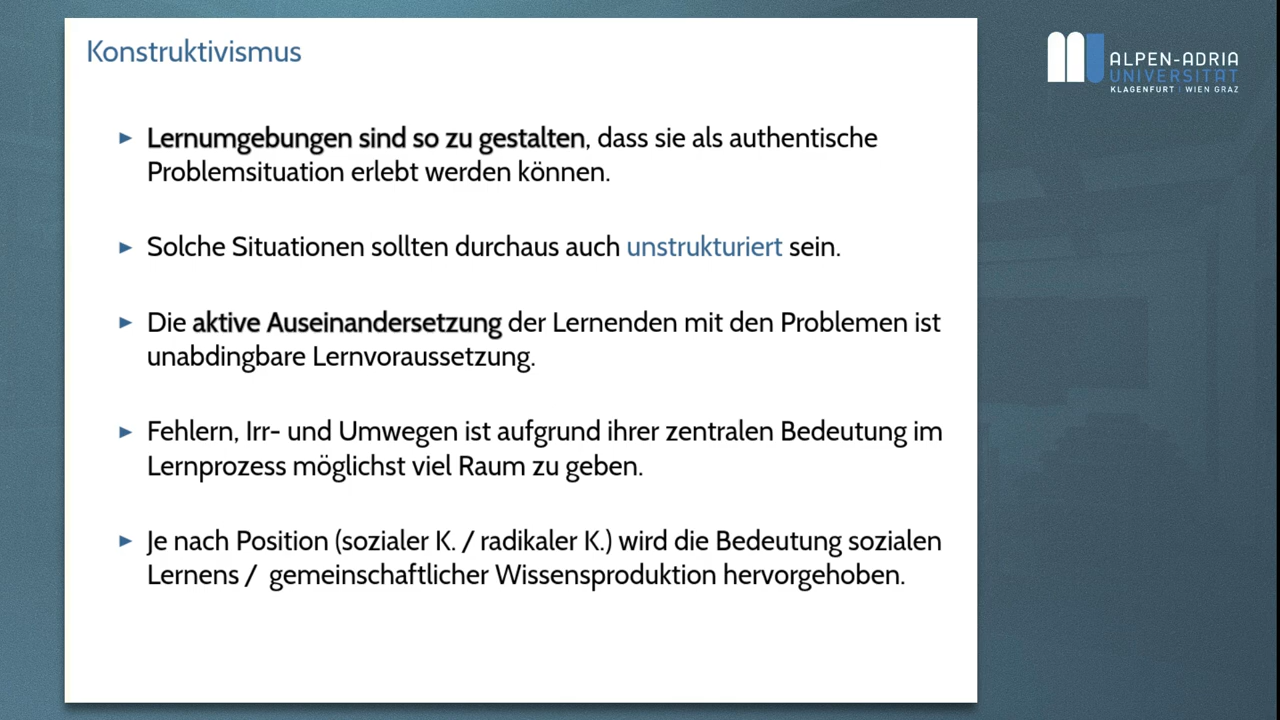 Konstruktivismus
ALPEN-ADRIA
UNIVERSITÄT
KLAGENFURT | WIEN GRAZ
► Lernumgebungen sind so zu gestalten, dass sie als authentische
Problemsituation erlebt werden können.
► Solche Situationen sollten durchaus auch unstrukturiert sein.
► Die aktive Auseinandersetzung der Lernenden mit den Problemen ist
unabdingbare Lernvoraussetzung.
► Fehlern, Irr- und Umwegen ist aufgrund ihrer zentralen Bedeutung im
Lernprozess möglichst viel Raum zu geben.
► Je nach Position (sozialer K. / radikaler K.) wird die Bedeutung sozialen
Lernens / gemeinschaftlicher Wissensproduktion hervorgehoben.